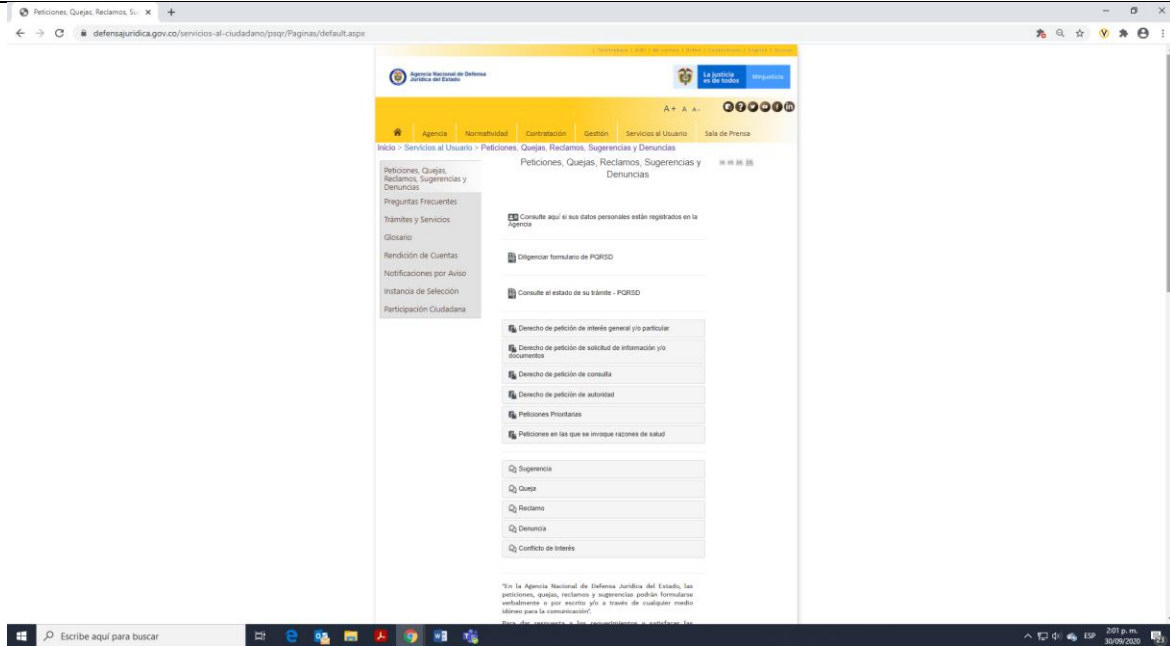 Peticiones, Quejas, Reclamos, Su
defensajuridica.gov.co/servicios-al-ciudadano/psqr/Paginas/default.aspx
Agencia Nacional de Defensa
Jurídica del Estado
La justicia
es de todos
Minjusticia
A+ A A-
Agencia Normatividad Contratación Gestión Servicios al Usuario Sala de Prensa
Inicio > Servicios al Usuario > Peticiones, Quejas, Reclamos, Sugerencias y Denuncias
Peticiones, Quejas, Reclamos, Sugerencias y
Denuncias
Peticiones, Quejas,
Reclamos, Sugerencias y
Denuncias
Preguntas Frecuentes
Trámites y Servicios
Glosario
Rendición de Cuentas
Notificaciones por Aviso
Instancia de Selección
Participación Ciudadana
Consulte aquí si sus datos personales están registrados en la
Agencia
Diligenciar formulario de PQRSD
Consulte el estado de su trámite - PQRSD
Derecho de petición de interés general y/o particular
Derecho de petición de solicitud de información y/o
documentos
Derecho de petición de consulta
Derecho de petición de autoridad
Peticiones Prioritarias
Peticiones en las que se invoque razones de salud
Sugerencia
Queja
Reclamo
Denuncia
Conflicto de Interés
"En la Agencia Nacional de Defensa Jurídica del Estado, las
peticiones, quejas, reclamos y sugerencias podrán formularse
verbalmente o por escrito y/o a través de cualquier medio
idóneo para la comunicación".
Para dar respuesta a los requerimientos y satisfacer las
Escribe aquí para buscar
ESP
2:01 p. m.
30/09/2020